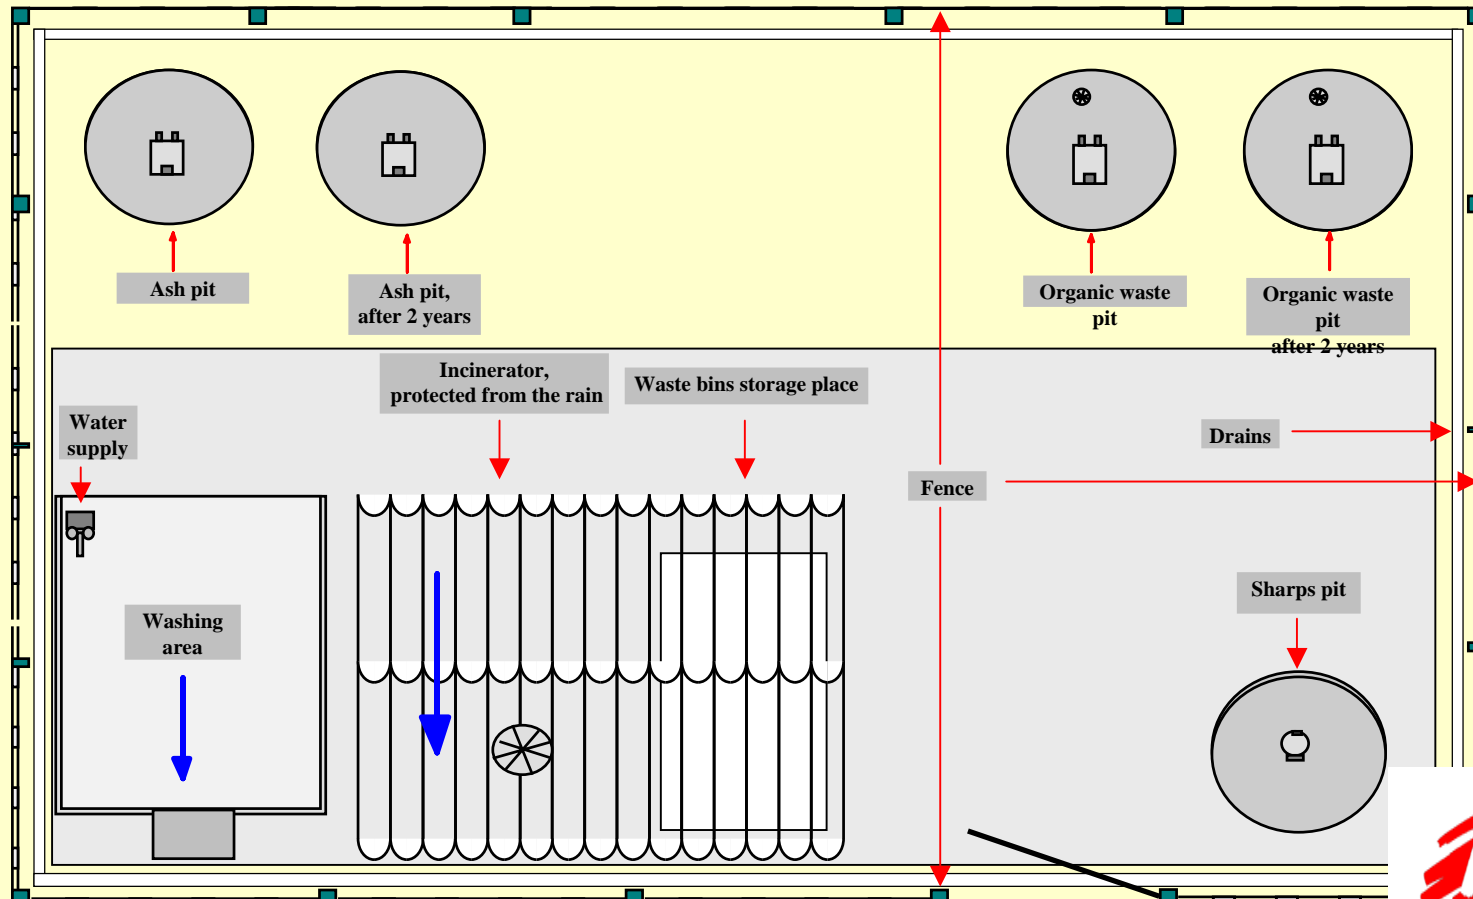 Ash pit
Ash pit,
after 2 years
Organic waste
pit
Organic waste
pit
after 2 years
Incinerator,
protected from the rain
Waste bins storage place
Water
supply
Drains
Fence
Sharps pit
Washing
area